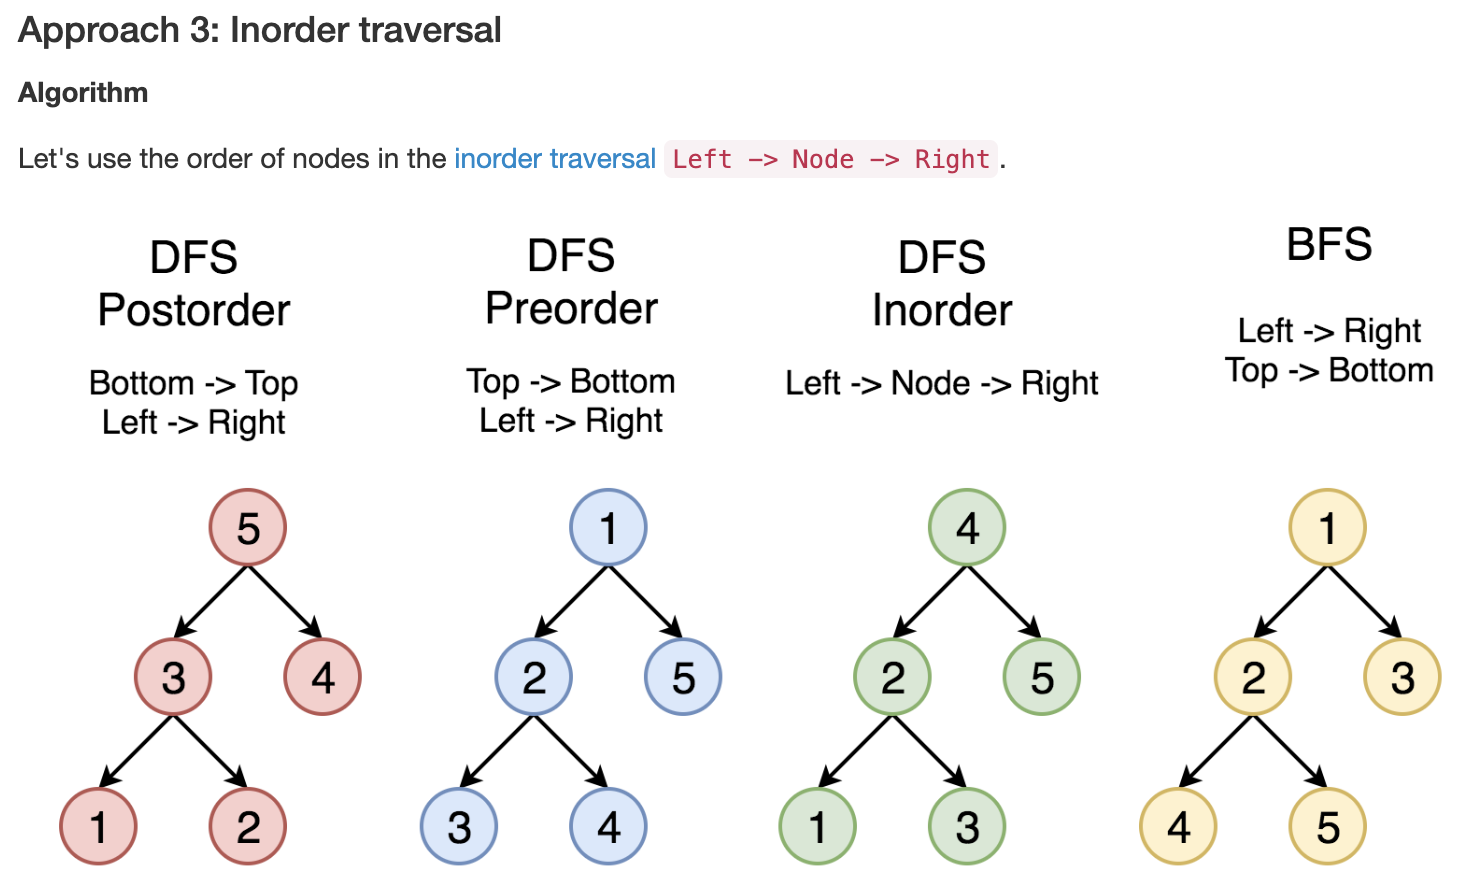 Approach 3: Inorder traversal
Algorithm
Let's use the order of nodes in the inorder traversal Left -> Node -> Right.
DFS
Postorder
Bottom -> Top
Left -> Right
5
3
4
1
2
DFS
Preorder
Top -> Bottom
Left -> Right
1
2
5
3
4
DFS
Inorder
Left -> Node -> Right
4
2
5
1
3
BFS
Left -> Right
Top -> Bottom
1
2
3
4
5